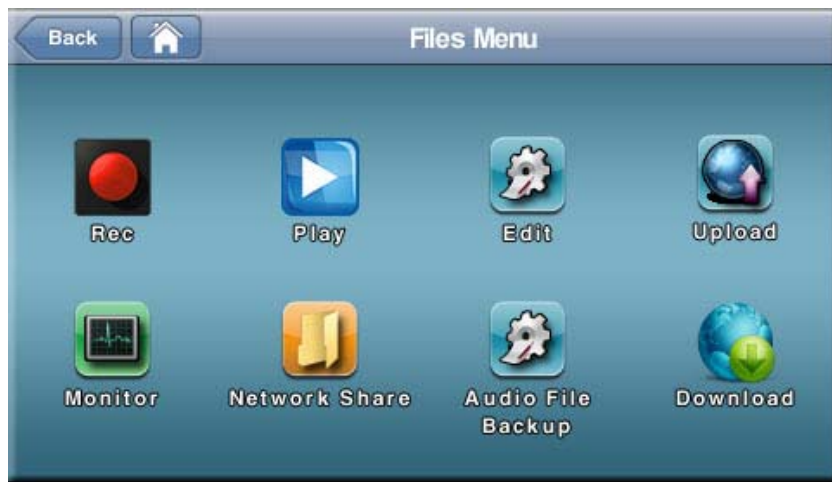 Back
Files Menu
Rec
Play
Edit
Upload
Monitor
Network Share
Audio File
Backup
Download